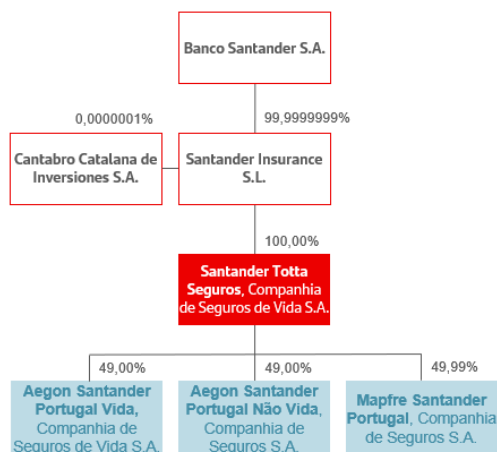 Banco Santander S.A.
0,0000001%
99,9999999%
Cantabro Catalana de
Inversiones S.A.
Santander Insurance
S.L.
100,00%
Santander Totta
Seguros, Companhia
de Seguros de Vida S.A.
49,00%
49,00%
49,99%
Aegon Santander
Portugal Vida,
Companhia de
Seguros de Vida S.A.
Aegon Santander
Portugal Não Vida,
Companhia de
Seguros S.A.
Mapfre Santander
Portugal, Companhia
de Seguros S.A.